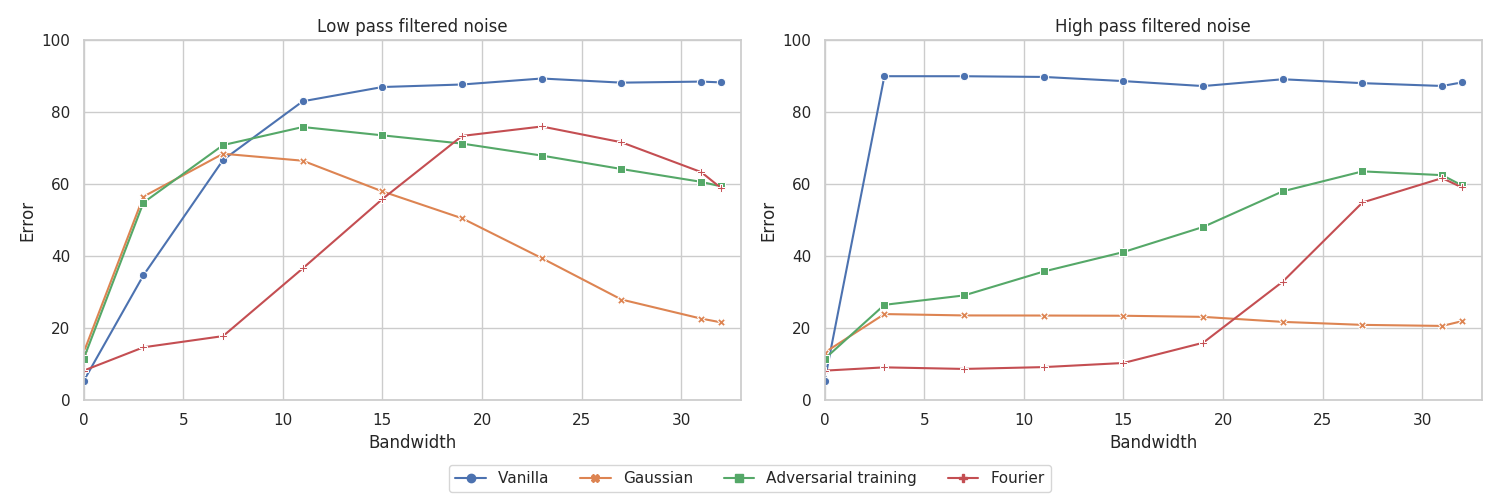 Low pass filtered noise
100
80
60
40
20
0
Error
0 5 10 15 20 25 30
Bandwidth
High pass filtered noise
100
80
60
40
20
0
Error
0 5 10 15 20 25 30
Bandwidth
Vanilla Gaussian Adversarial training Fourier